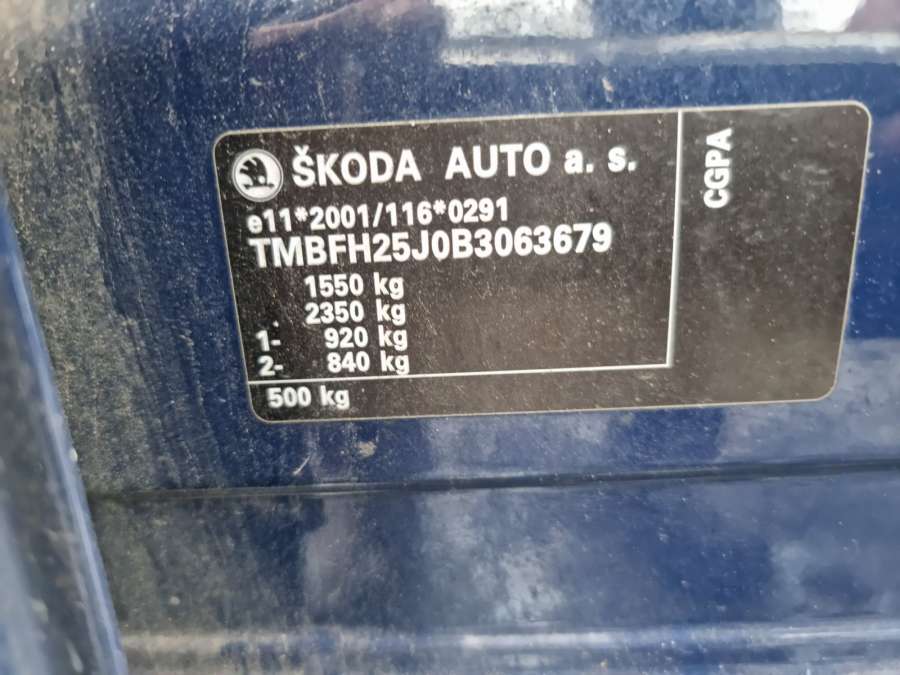 ŠKODA AUTO a. s.
e11*2001/116*0291
TMBFH25J0B3063679
1550 kg
2350 kg
1- 920 kg
2- 840 kg
500 kg
CGPA